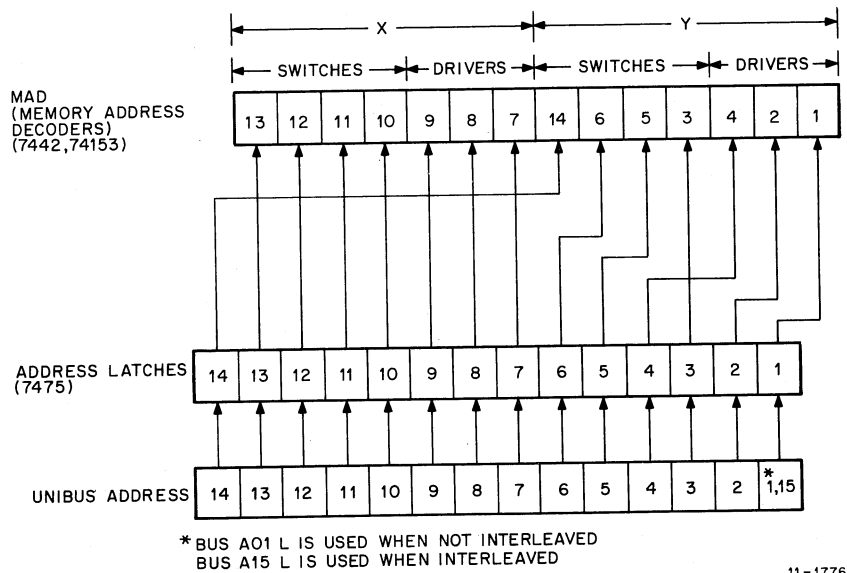 X Y
SWITCHES DRIVERS SWITCHES DRIVERS
MAD
(MEMORY ADDRESS
DECODERS)
(7442,74153)
13 12 11 10 9 8 7 14 6 5 3 4 2 1
ADDRESS LATCHES
(7475)
14 13 12 11 10 9 8 7 6 5 4 3 2 1
UNIBUS ADDRESS
14 13 12 11 10 9 8 7 6 5 4 3 2 *1,15
* BUS A01 L IS USED WHEN NOT INTERLEAVED
BUS A15 L IS USED WHEN INTERLEAVED
11-1776